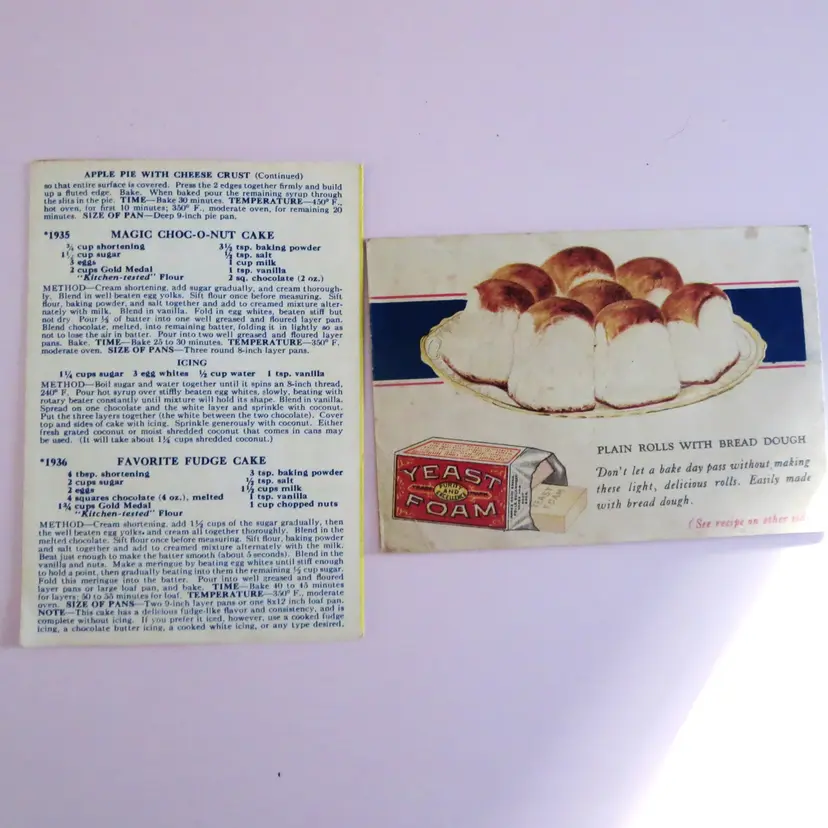 APPLE PIE WITH CHEESE CRUST (Continued)
so that entire surface is covered. Press the 2 edges together firmly and build
up a fluted edge. Bake. When baked pour the remaining syrup through
the slits in the pie. TIME—Bake 30 minutes. TEMPERATURE—450° F.,
hot oven, for first 10 minutes; 350° F., moderate oven, for remaining 20
minutes. SIZE OF PAN—Deep 9-inch pie pan.
*1935 MAGIC CHOC-O-NUT CAKE
¾ cup shortening 3½ tsp. baking powder
1½ cup sugar ½ tsp. salt
3 eggs 1 cup milk
2 cups Gold Medal 1 tsp. vanilla
"Kitchen-tested" Flour 2 sq. chocolate (2 oz.)
METHOD—Cream shortening, add sugar gradually, and cream thorough-
ly. Blend in well beaten egg yolks. Sift flour once before measuring. Sift
flour, baking powder, and salt together and add to creamed mixture alter-
nately with milk. Blend in vanilla. Fold in egg whites, beaten stiff but
not dry. Pour ⅓ of batter into one well greased and floured layer pan.
Blend chocolate, melted, into remaining batter, folding it in lightly so as
not to lose the air in batter. Pour into two well greased and floured layer
pans. Bake. TIME—Bake 25 to 30 minutes. TEMPERATURE—350° F.
moderate oven. SIZE OF PANS—Three round 8-inch layer pans.
ICING
1¼ cups sugar 3 egg whites ½ cup water 1 tsp. vanilla
METHOD—Boil sugar and water together until it spins an 8-inch thread,
240° F. Pour hot syrup over stiffly beaten egg whites, slowly, beating with
rotary beater constantly until mixture will hold its shape. Blend in vanilla.
Spread on one chocolate and the white layer and sprinkle with coconut.
Put the three layers together (the white between the two chocolate). Cover
top and sides of cake with icing. Sprinkle generously with coconut. Either
fresh grated coconut or moist shredded coconut that comes in cans may
be used. (It will take about 1¼ cups shredded coconut.)
*1936 FAVORITE FUDGE CAKE
4 tbsp. shortening 3 tsp. baking powder
2 cups sugar ½ tsp. salt
2 eggs 1½ cups milk
4 squares chocolate (4 oz.), melted 1 tsp. vanilla
1¾ cups Gold Medal 1 cup chopped nuts
"Kitchen-tested" Flour
METHOD—Cream shortening, add 1½ cups of the sugar gradually, then
the well beaten egg yolks, and cream all together thoroughly. Blend in the
melted chocolate. Sift flour once before measuring. Sift flour, baking powder
and salt together and add to creamed mixture alternately with the milk.
Beat just enough to make the batter smooth (about 5 seconds). Blend in the
vanilla and nuts. Make a meringue by beating egg whites until stiff enough
to hold a point, then gradually beating into them the remaining ½ cup sugar.
Fold this meringue into the batter. Pour into well greased and floured
layer pans or large loaf pan, and bake. TIME—Bake 40 to 45 minutes
for layers; 50 to 55 minutes for loaf. TEMPERATURE—350° F., moderate
oven. SIZE OF PANS—Two 9-inch layer pans or one 8x12 inch loaf pan.
NOTE—This cake has a delicious fudge-like flavor and consistency, and is
complete without icing. If you prefer it iced, however, use a cooked fudge
icing, a chocolate butter icing, a cooked white icing, or any type desired.
YEAST
PURITY
AND
FOAM
YEAST
FOAM
PLAIN ROLLS WITH BREAD DOUGH
Don't let a bake day pass without making
these light, delicious rolls. Easily made
with bread dough.
(See recipe on other sid